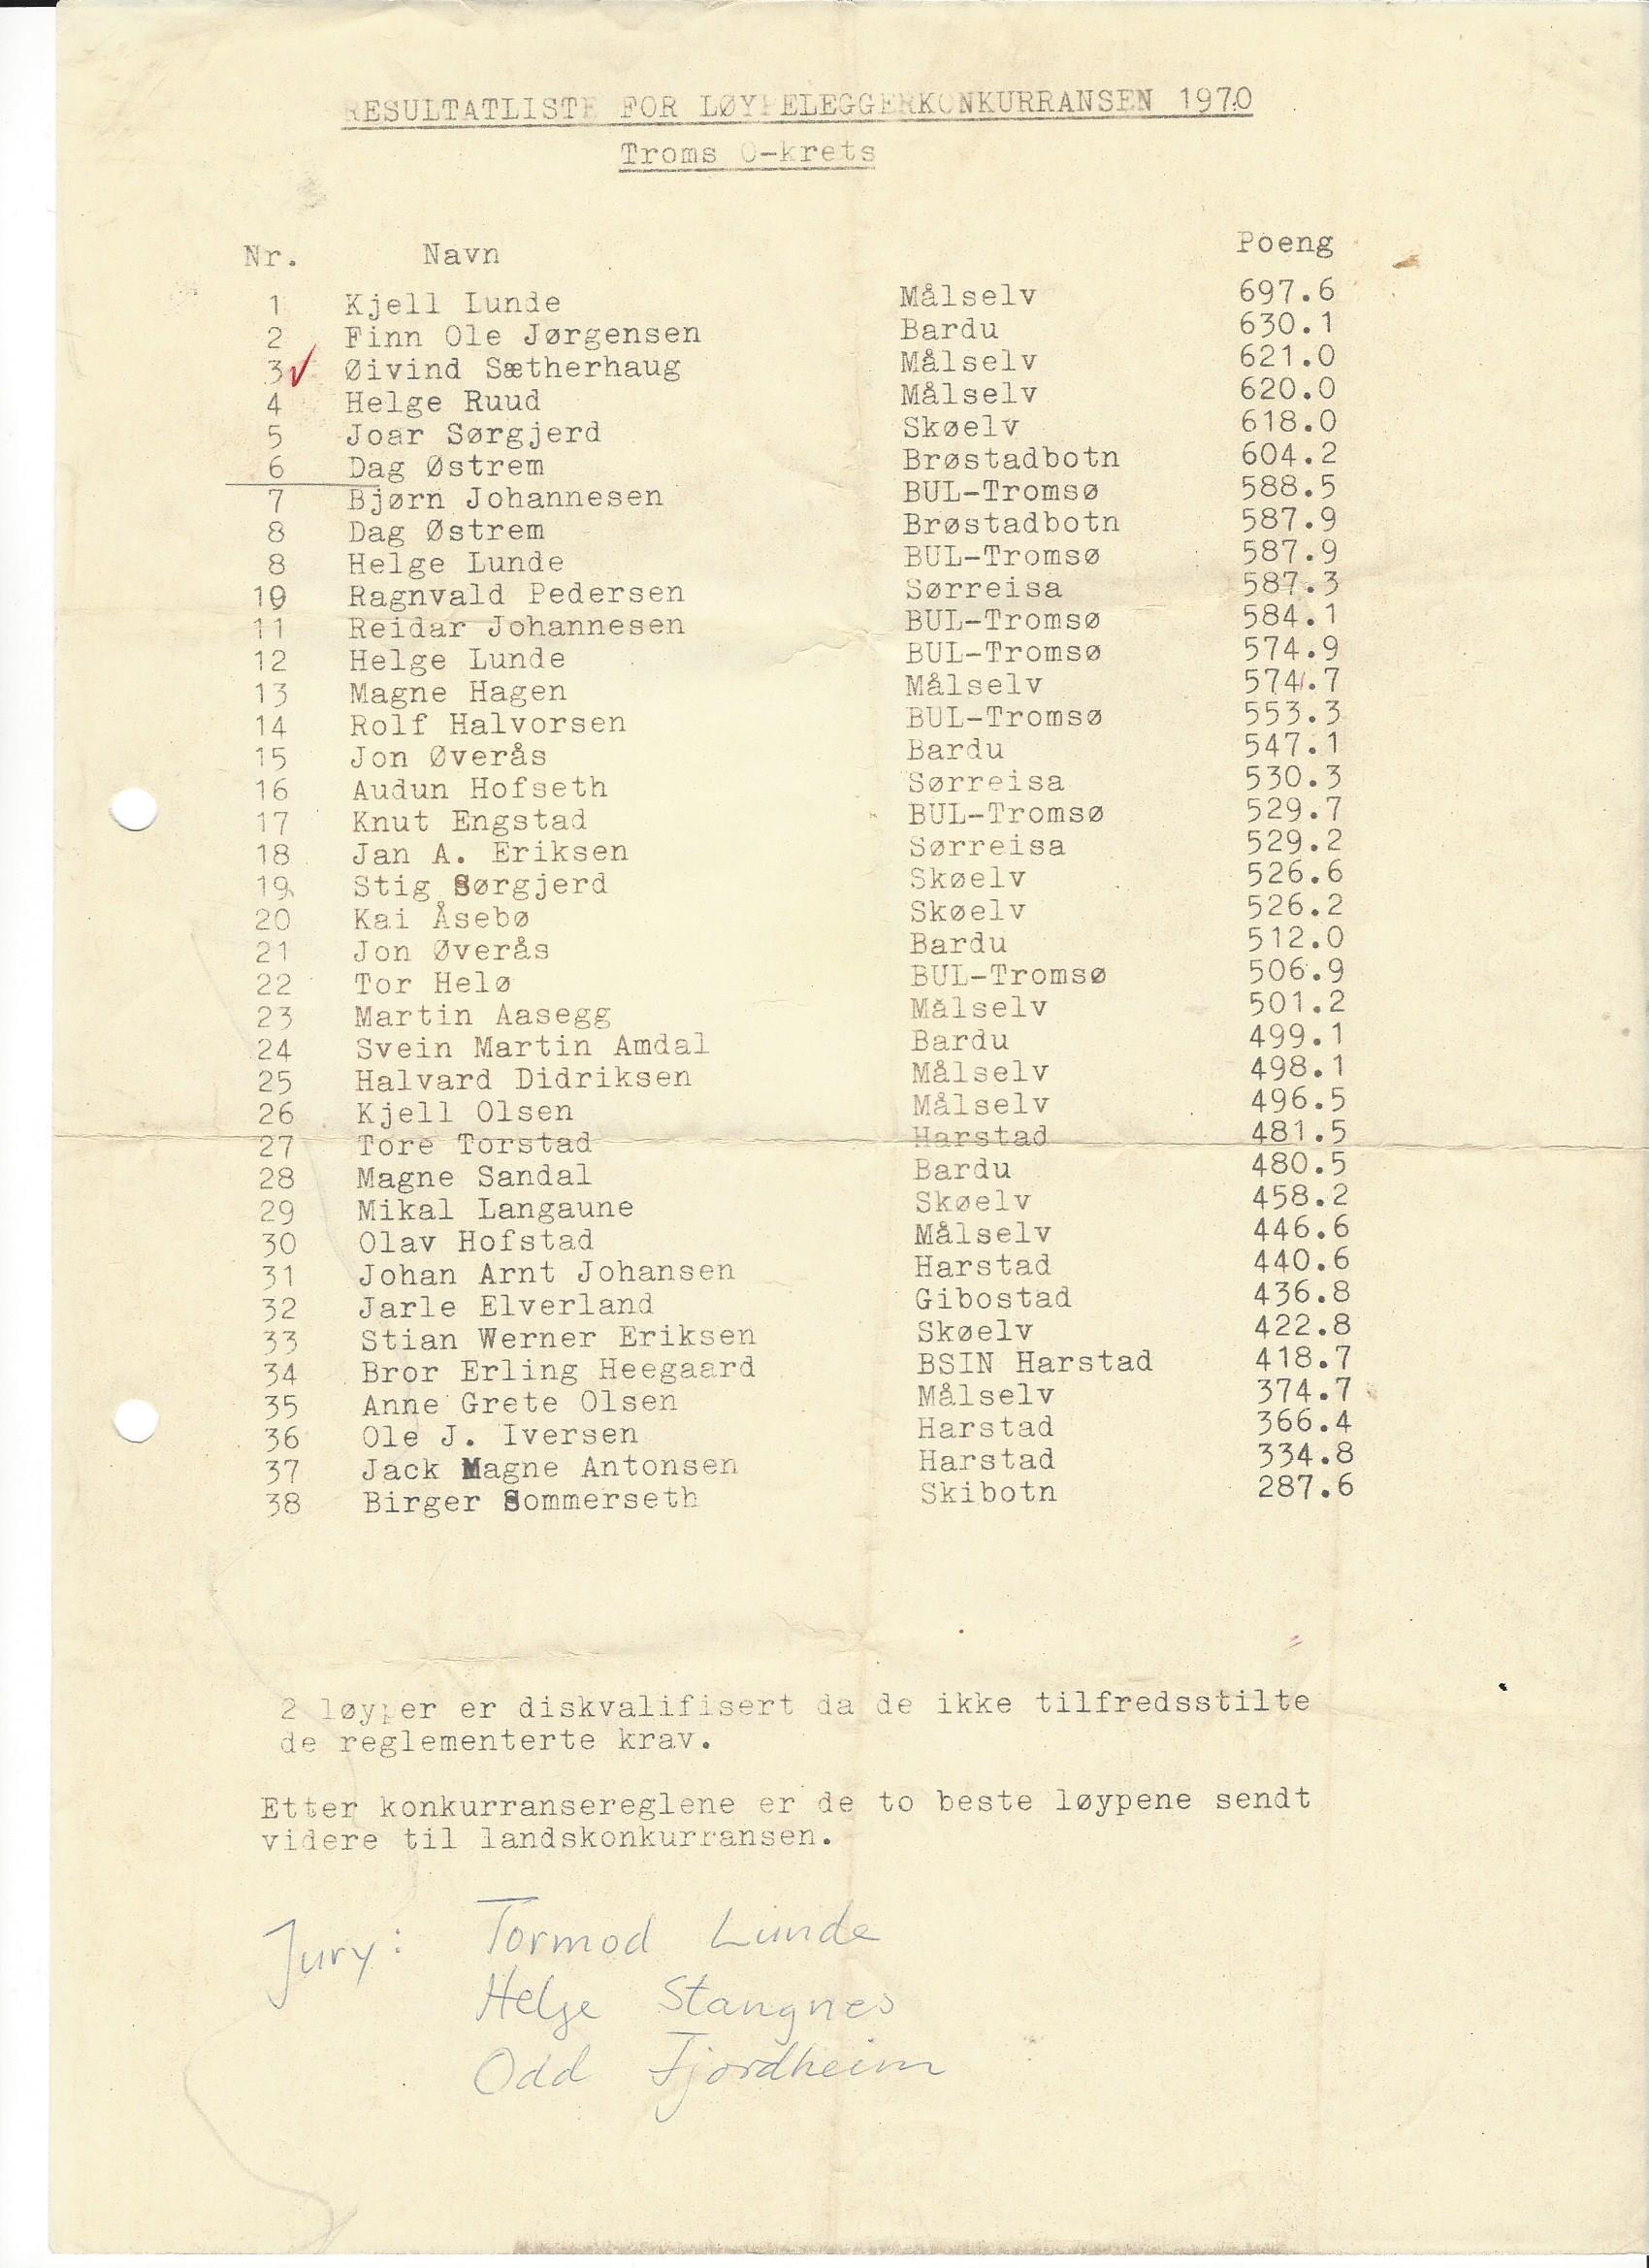 RESULTATLISTE FOR LØYPELEGGERKONKURRANSEN 1970
Troms O-krets
Nr. Navn Poeng
1 Kjell Lunde Målselv 697.6
2 Finn Ole Jørgensen Bardu 630.1
3 Øivind Sætherhaug Målselv 621.0
4 Helge Ruud Målselv 620.0
5 Joar Sørgjerd Skøelv 618.0
6 Dag Østrem Brøstadbotn 604.2
7 Bjørn Johannesen BUL-Tromsø 588.5
8 Dag Østrem Brøstadbotn 587.9
8 Helge Lunde BUL-Tromsø 587.9
10 Ragnvald Pedersen Sørreisa 587.3
11 Reidar Johannesen BUL-Tromsø 584.1
12 Helge Lunde BUL-Tromsø 574.9
13 Magne Hagen Målselv 574.7
14 Rolf Halvorsen BUL-Tromsø 553.3
15 Jon Øverås Bardu 547.1
16 Audun Hofseth Sørreisa 530.3
17 Knut Engstad BUL-Tromsø 529.7
18 Jan A. Eriksen Sørreisa 529.2
19 Stig Sørgjerd Skøelv 526.6
20 Kai Åsebø Skøelv 526.2
21 Jon Øverås Bardu 512.0
22 Tor Helø BUL-Tromsø 506.9
23 Martin Aasegg Målselv 501.2
24 Svein Martin Amdal Bardu 499.1
25 Halvard Didriksen Målselv 498.1
26 Kjell Olsen Målselv 496.5
27 Tore Torstad Harstad 481.5
28 Magne Sandal Bardu 480.5
29 Mikal Langaune Skøelv 458.2
30 Olav Hofstad Målselv 446.6
31 Johan Arnt Johansen Harstad 440.6
32 Jarle Elverland Gibostad 436.8
33 Stian Werner Eriksen Skøelv 422.8
34 Bror Erling Heegaard BSIN Harstad 418.7
35 Anne Grete Olsen Målselv 374.7
36 Ole J. Iversen Harstad 366.4
37 Jack Magne Antonsen Harstad 334.8
38 Birger Sommerseth Skibotn 287.6
2 løyper er diskvalifisert da de ikke tilfredsstilte
de reglementerte krav.
Etter konkurransereglene er de to beste løypene sendt
videre til landskonkurransen.
Jury: Tormod Lunde
Helge Stangnes
Odd Fjordheim